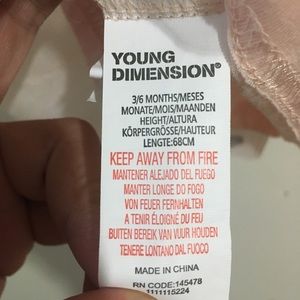 YOUNG
DIMENSION®
3/6 MONTHS/MESES
MONATE/MOIS/MAANDEN
HEIGHT/ALTURA
KÖRPERGRÖSSE/HAUTEUR
LENGTE:68CM
KEEP AWAY FROM FIRE
MANTENER ALEJADO DEL FUEGO
MANTER LONGE DO FOGO
VON FEUER FERNHALTEN
A TENIR ÉLOIGNÉ DU FEU
BUITEN BEREIK VAN VUUR HOUDEN
TENERE LONTANO DAL FUOCO
MADE IN CHINA
RN CODE:145478
1111115224